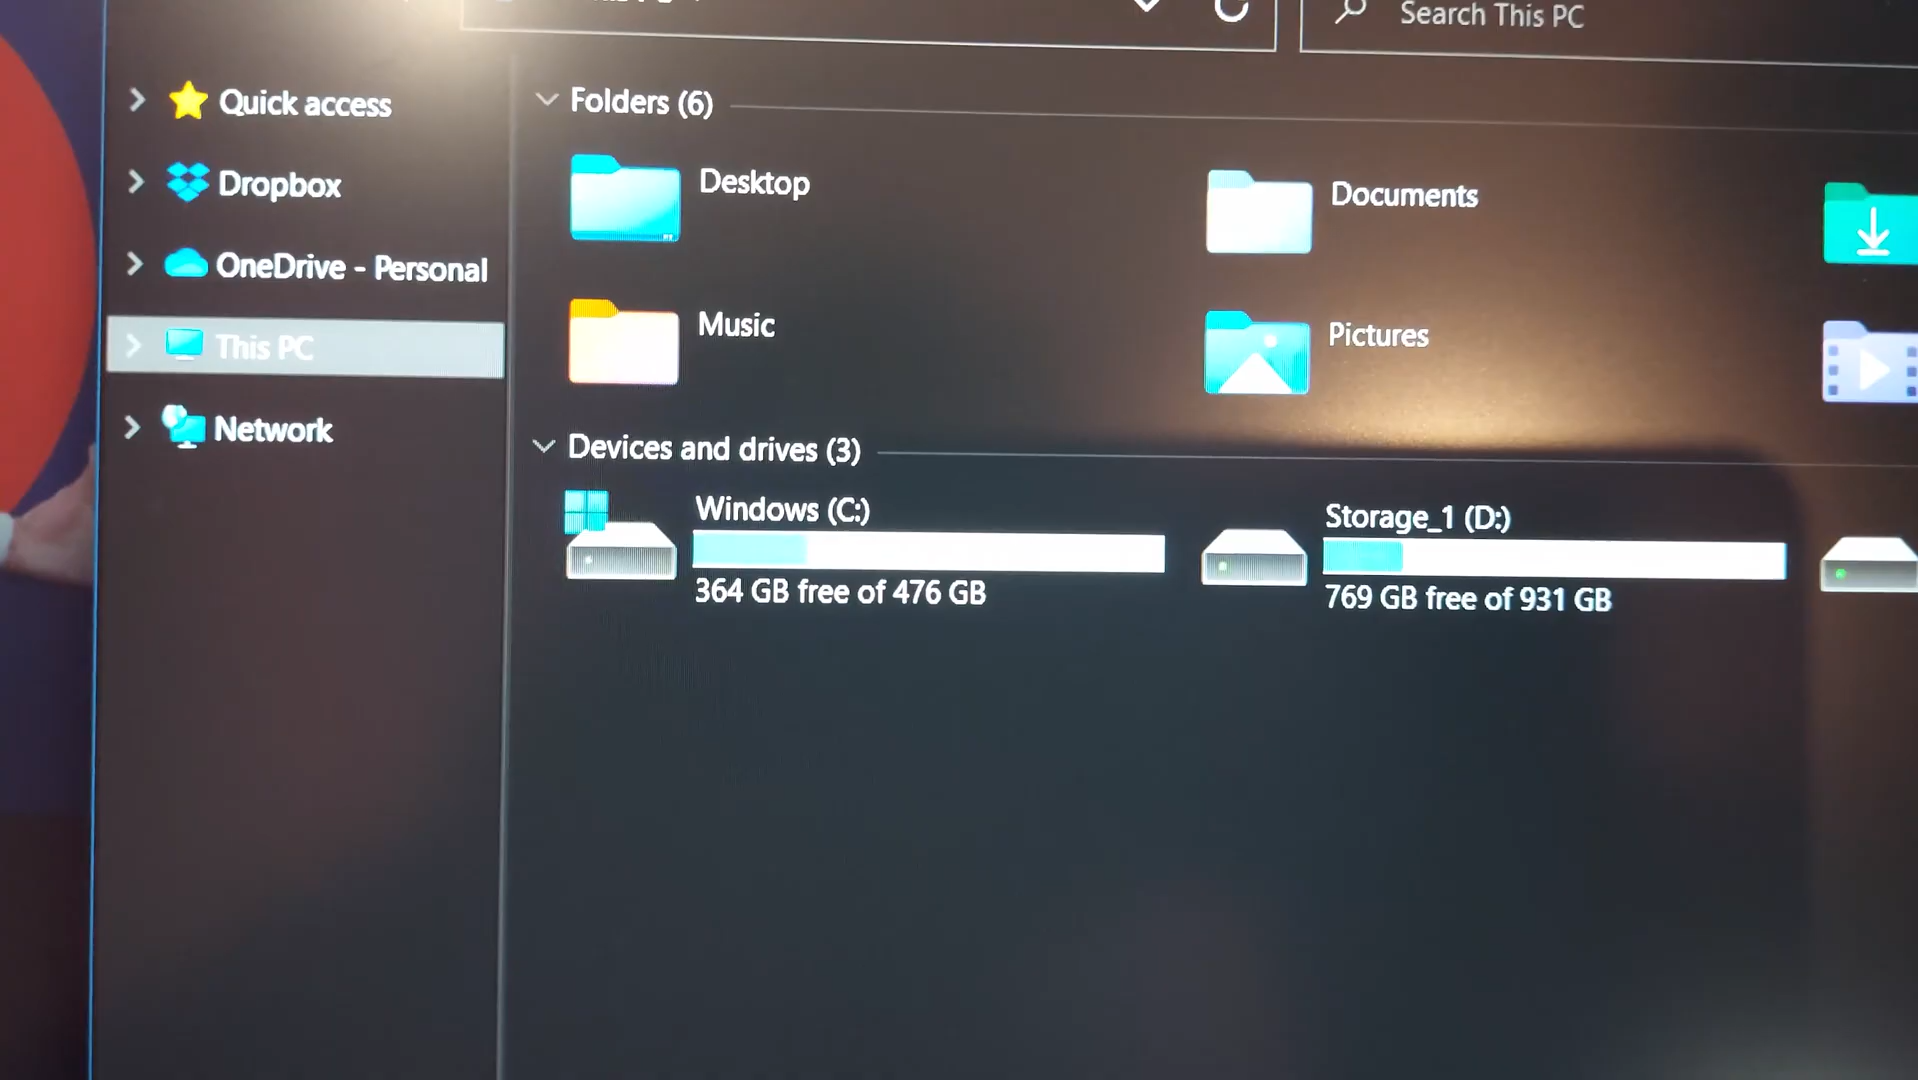 Search This PC
Quick access
Dropbox
OneDrive - Personal
This PC
Network
Folders (6)
Desktop
Documents
Music
Pictures
Devices and drives (3)
Windows (C:)
364 GB free of 476 GB
Storage_1 (D:)
769 GB free of 931 GB